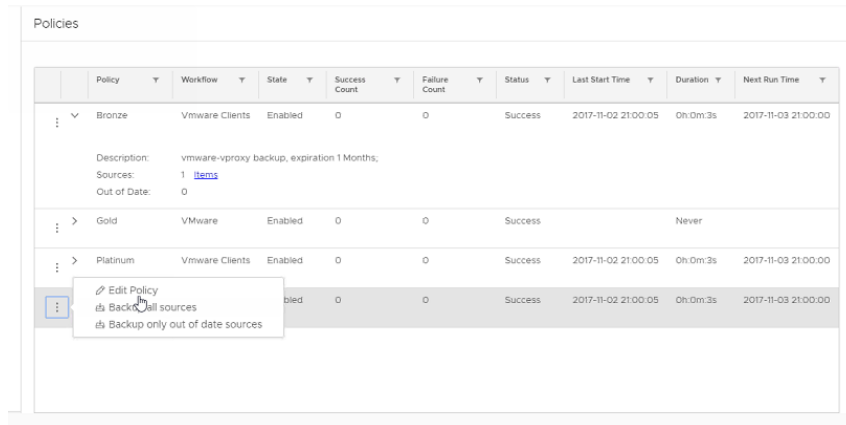 Policies
Policy Workflow State Success Count Failure Count Status Last Start Time Duration Next Run Time
Bronze Vmware Clients Enabled 0 0 Success 2017-11-02 21:00:05 0h:0m:3s 2017-11-03 21:00:00
Description: vmware-vproxy backup, expiration 1 Months;
Sources: 1 Items
Out of Date: 0
Gold VMware Enabled 0 0 Success Never
Platinum Vmware Clients Enabled 0 0 Success 2017-11-02 21:00:05 0h:0m:3s 2017-11-03 21:00:00
Edit Policy
bled 0 0 Success 2017-11-02 21:00:05 0h:0m:3s 2017-11-03 21:00:00
all sources
Backup only out of date sources